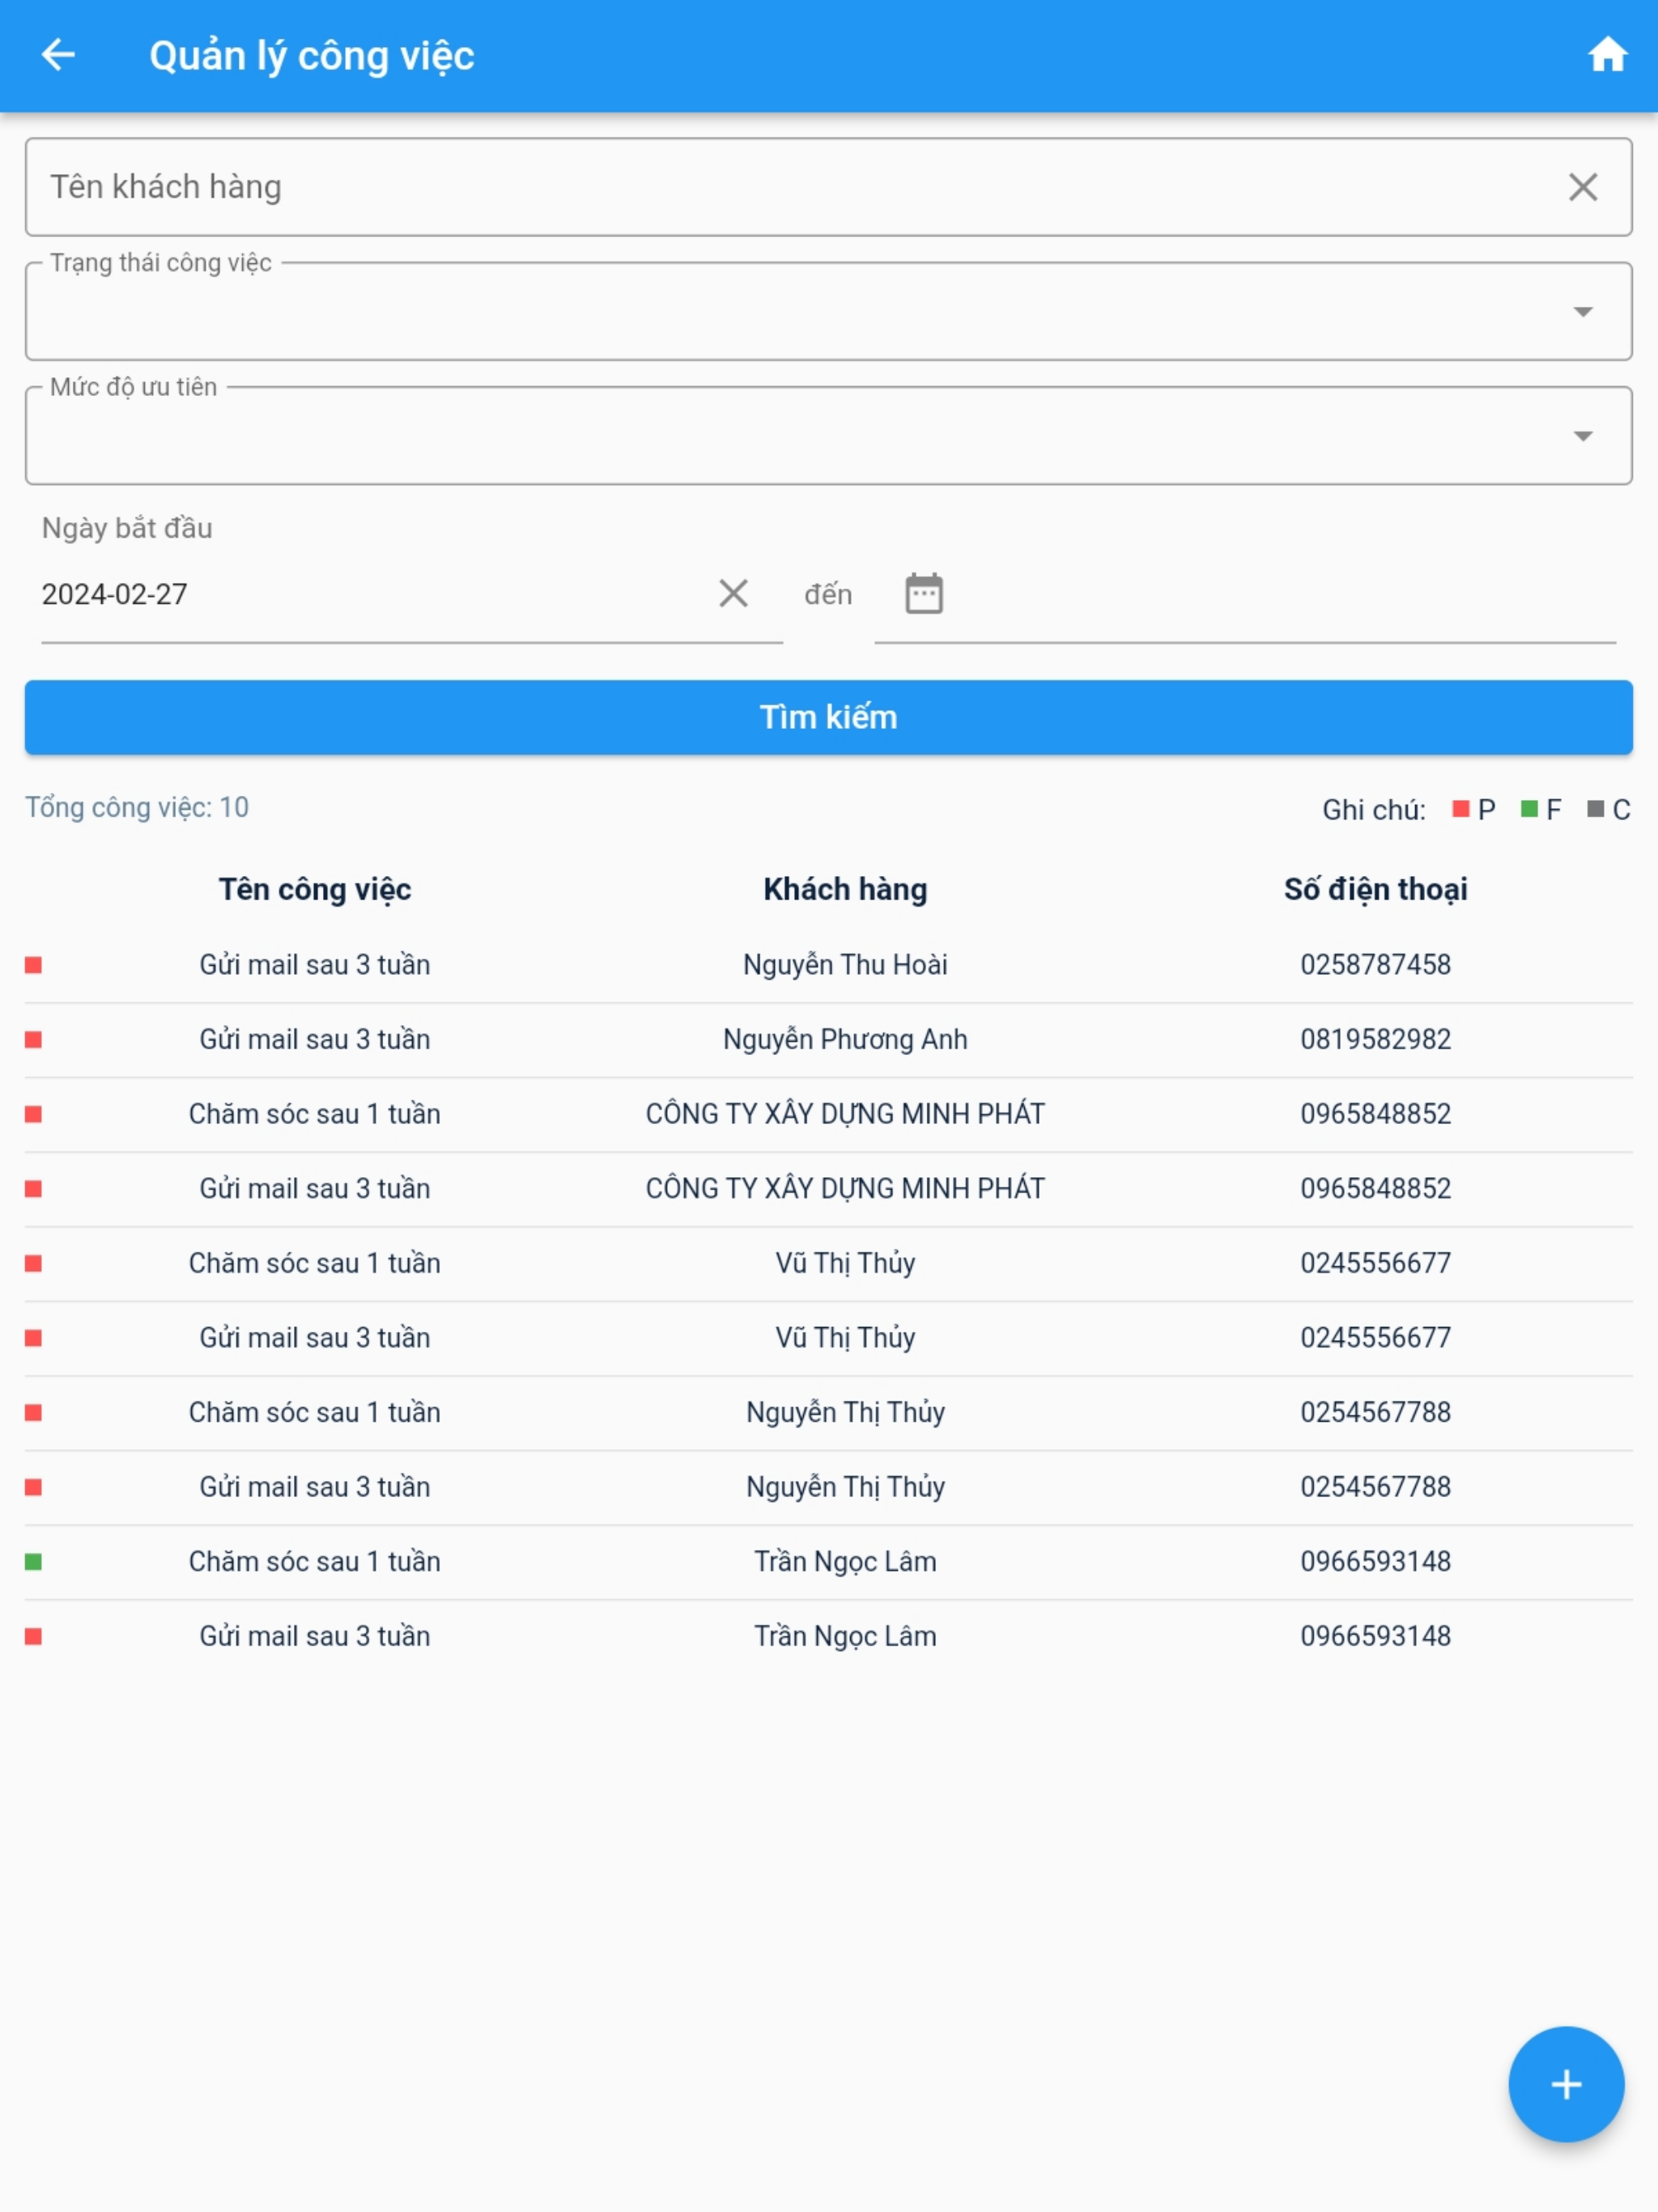 Quản lý công việc
Tên khách hàng
Trạng thái công việc
Mức độ ưu tiên
Ngày bắt đầu
2024-02-27 đến
Tìm kiếm
Tổng công việc: 10 Ghi chú: P F C
Tên công việc Khách hàng Số điện thoại
Gửi mail sau 3 tuần Nguyễn Thu Hoài 0258787458
Gửi mail sau 3 tuần Nguyễn Phương Anh 0819582982
Chăm sóc sau 1 tuần CÔNG TY XÂY DỰNG MINH PHÁT 0965848852
Gửi mail sau 3 tuần CÔNG TY XÂY DỰNG MINH PHÁT 0965848852
Chăm sóc sau 1 tuần Vũ Thị Thủy 0245556677
Gửi mail sau 3 tuần Vũ Thị Thủy 0245556677
Chăm sóc sau 1 tuần Nguyễn Thị Thủy 0254567788
Gửi mail sau 3 tuần Nguyễn Thị Thủy 0254567788
Chăm sóc sau 1 tuần Trần Ngọc Lâm 0966593148
Gửi mail sau 3 tuần Trần Ngọc Lâm 0966593148